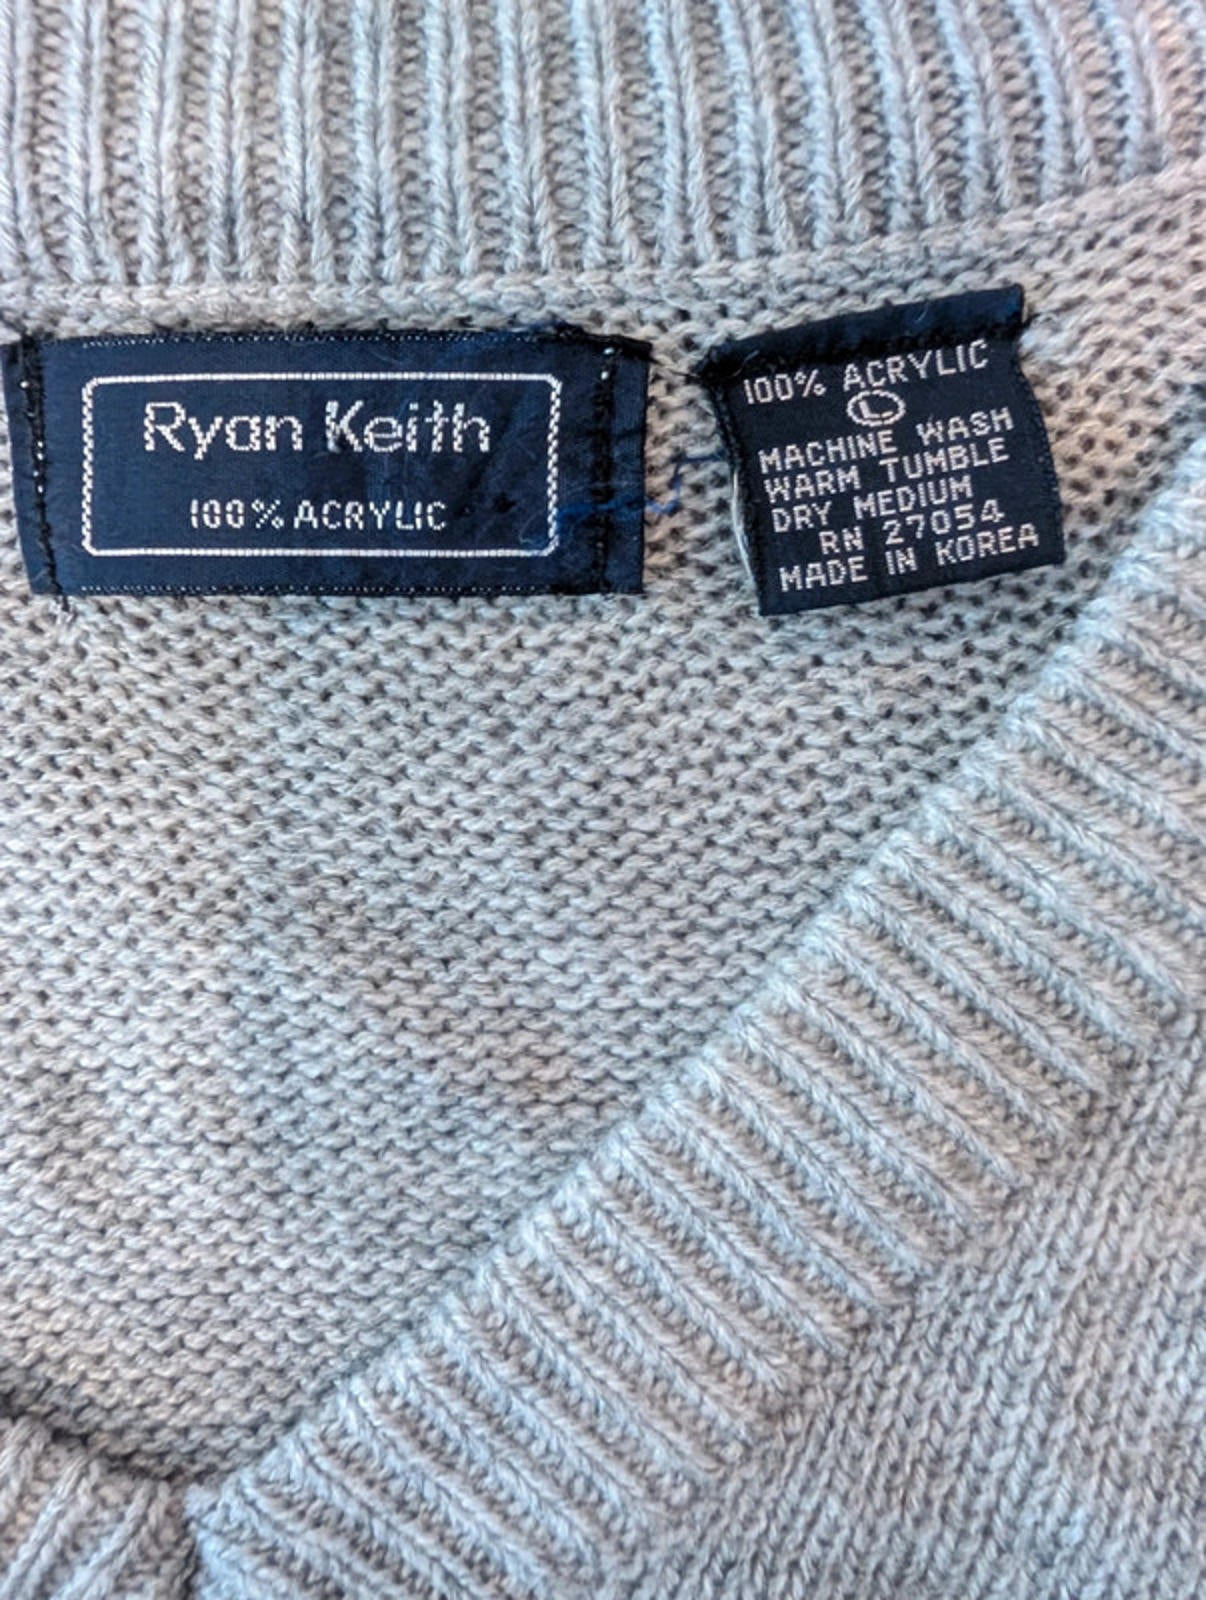 Ryan Keith
100% ACRYLIC
100% ACRYLIC
L
MACHINE WASH
WARM TUMBLE
DRY MEDIUM
RN 27054
MADE IN KOREA